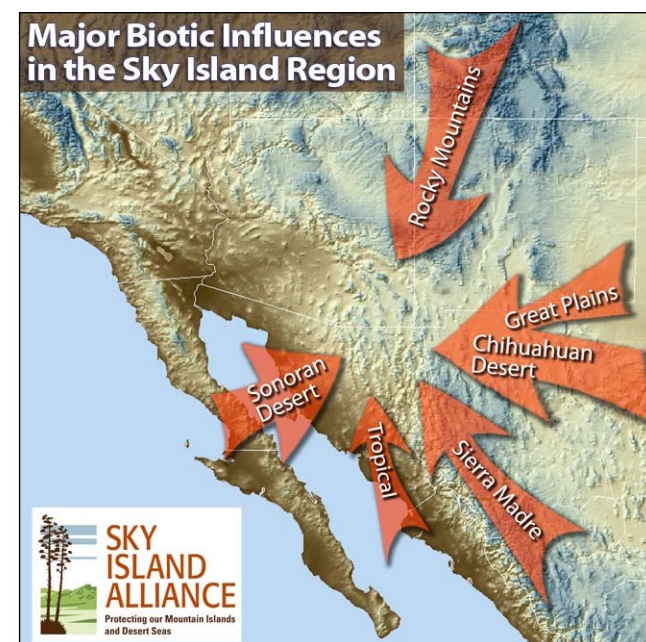 Major Biotic Influences
in the Sky Island Region
Rocky Mountains
Great Plains
Chihuahuan
Desert
Sonoran
Desert
Tropical
Sierra Madre
SKY
ISLAND
ALLIANCE
Protecting our Mountain Islands
and Desert Seas